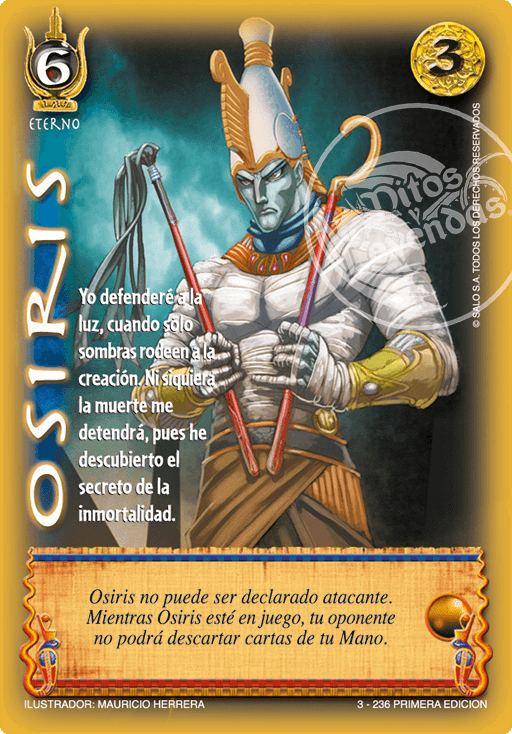 6
3
ETERNO
OSIRIS
Mitos
y
Leyendas
© SALO S.A. TODOS LOS DERECHOS RESERVADOS
Yo defenderé a la
luz, cuando sólo
sombras rodeen a la
creación. Ni siquiera
la muerte me
detendrá, pues he
descubierto el
secreto de la
inmortalidad.
Osiris no puede ser declarado atacante.
Mientras Osiris esté en juego, tu oponente
no podrá descartar cartas de tu Mano.
ILUSTRADOR: MAURICIO HERRERA
3 - 236 PRIMERA EDICION